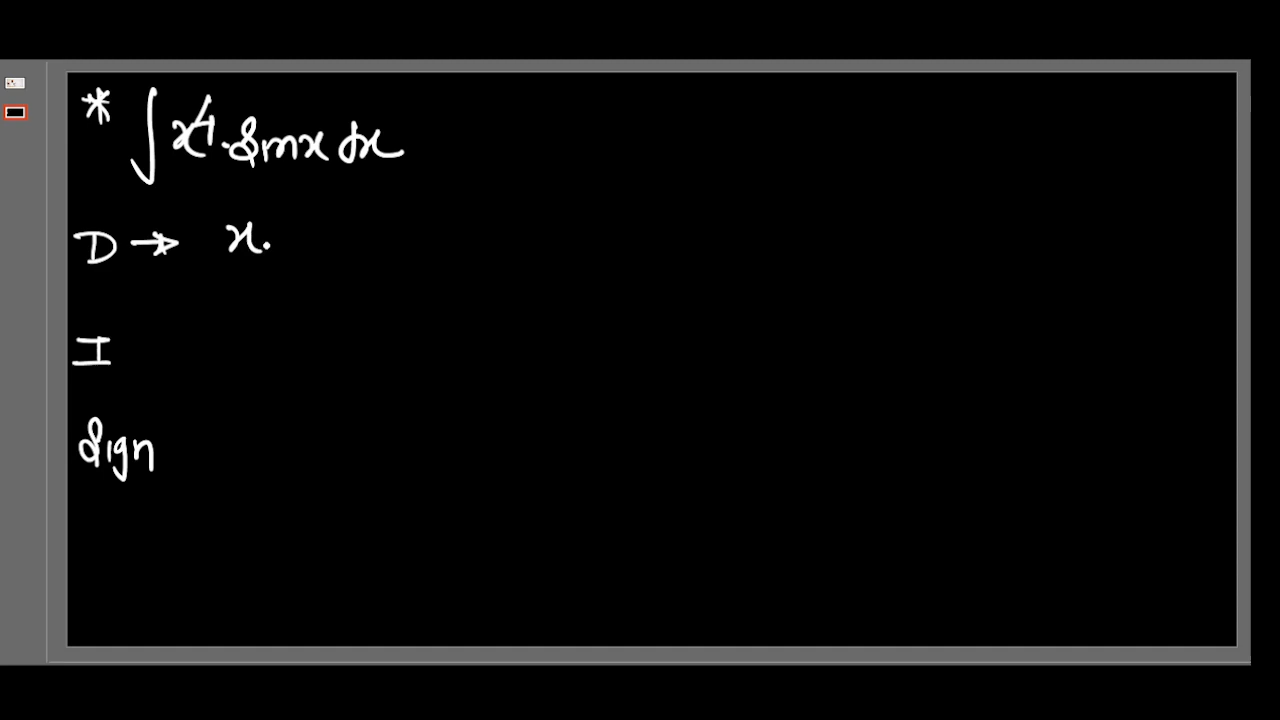 * ∫x⁴.sinx dx
D → x.
I
Sign